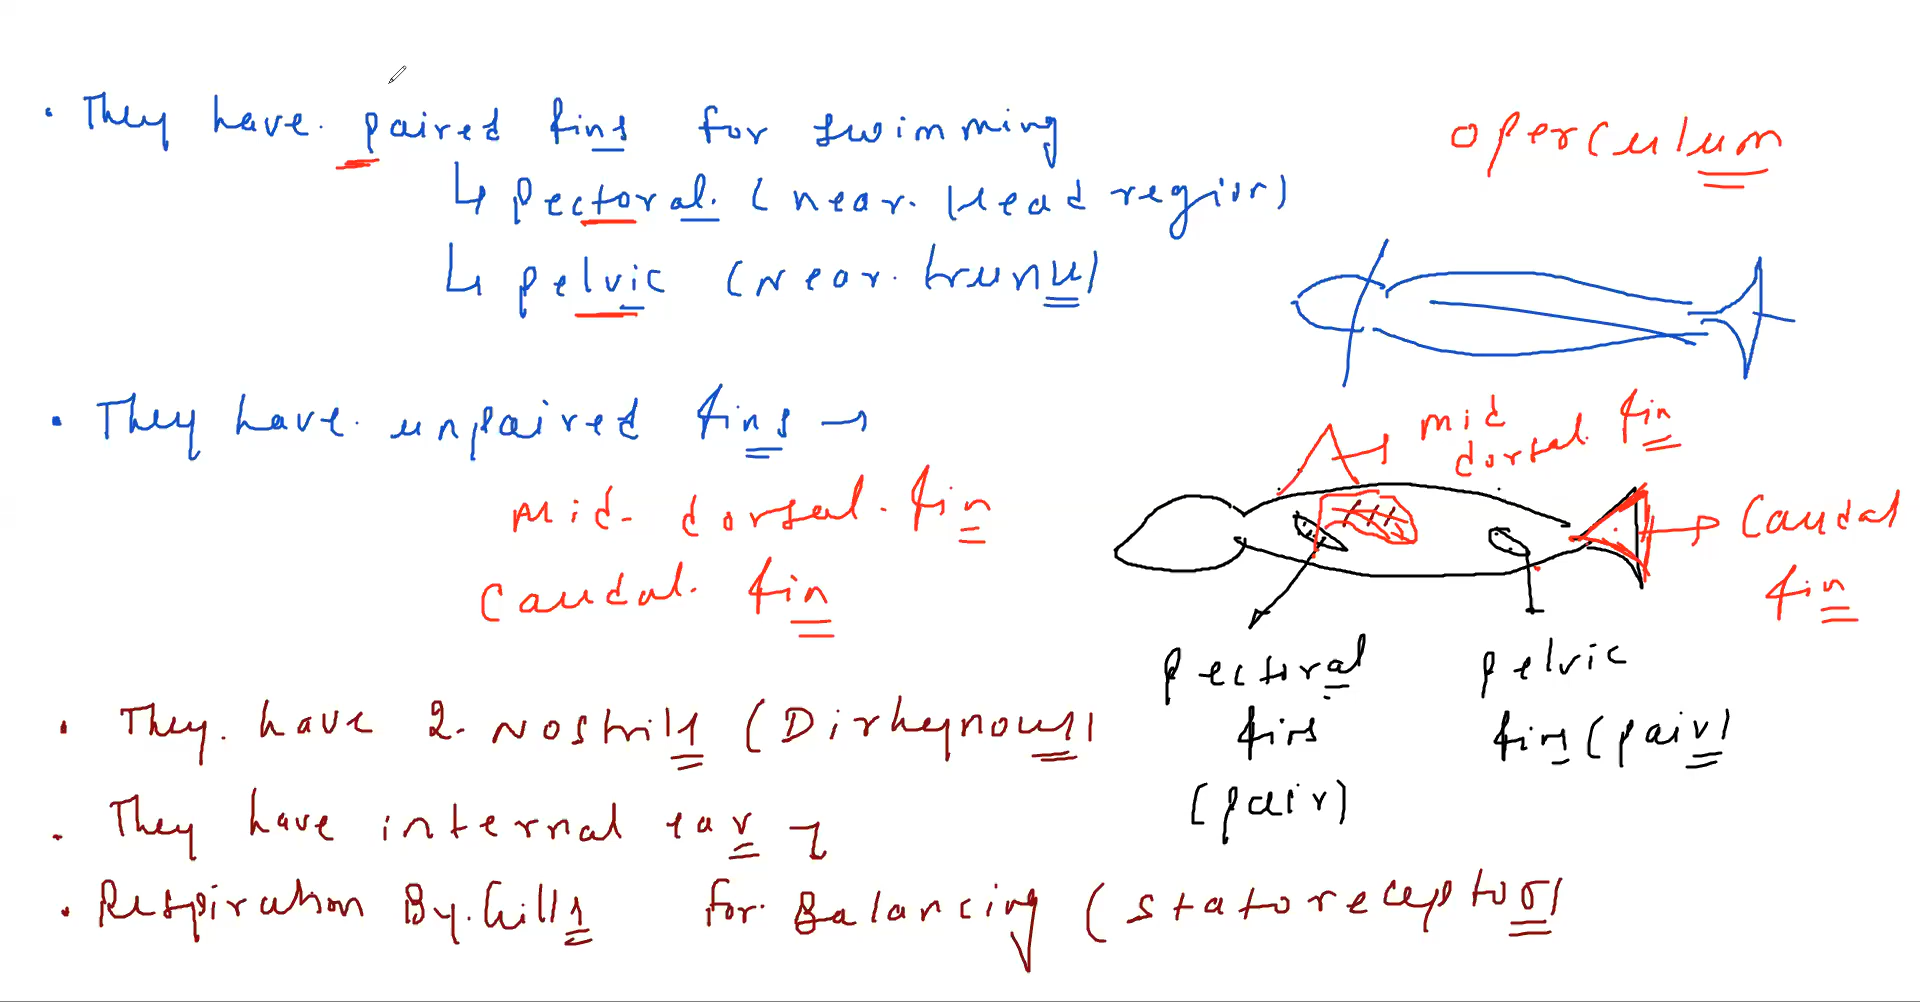 . They have paired fins for swimming
↳ Pectoral. (near. Head region)
↳ pelvic (Near. trunk)
operculum
. They have unpaired fins →
Mid- dorsal. fin
Caudal. fin
mid dorsal fin
Caudal
fin
Pectoral
fins
(pair)
Pelvic
fins (pair)
. They. have 2. Nostrils (Dirhynous)
. They have internal ear
. Respiration By. Gills
for. Balancing (statoreceptor)